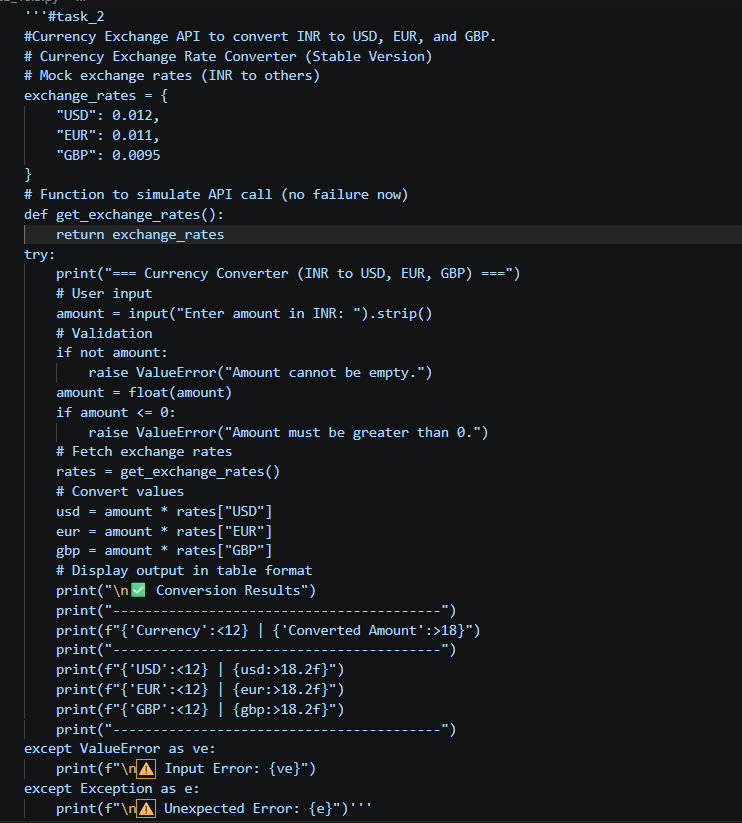 '''#task_2
#Currency Exchange API to convert INR to USD, EUR, and GBP.
# Currency Exchange Rate Converter (Stable Version)
# Mock exchange rates (INR to others)
exchange_rates = {
    "USD": 0.012,
    "EUR": 0.011,
    "GBP": 0.0095
}
# Function to simulate API call (no failure now)
def get_exchange_rates():
    return exchange_rates
try:
    print("=== Currency Converter (INR to USD, EUR, GBP) ===")
    # User input
    amount = input("Enter amount in INR: ").strip()
    # Validation
    if not amount:
        raise ValueError("Amount cannot be empty.")
    amount = float(amount)
    if amount <= 0:
        raise ValueError("Amount must be greater than 0.")
    # Fetch exchange rates
    rates = get_exchange_rates()
    # Convert values
    usd = amount * rates["USD"]
    eur = amount * rates["EUR"]
    gbp = amount * rates["GBP"]
    # Display output in table format
    print("\n✅ Conversion Results")
    print("-----------------------------------------")
    print(f"{'Currency':<12} | {'Converted Amount':>18}")
    print("-----------------------------------------")
    print(f"{'USD':<12} | {usd:>18.2f}")
    print(f"{'EUR':<12} | {eur:>18.2f}")
    print(f"{'GBP':<12} | {gbp:>18.2f}")
    print("-----------------------------------------")
except ValueError as ve:
    print(f"\n⚠️ Input Error: {ve}")
except Exception as e:
    print(f"\n⚠️ Unexpected Error: {e}")'''